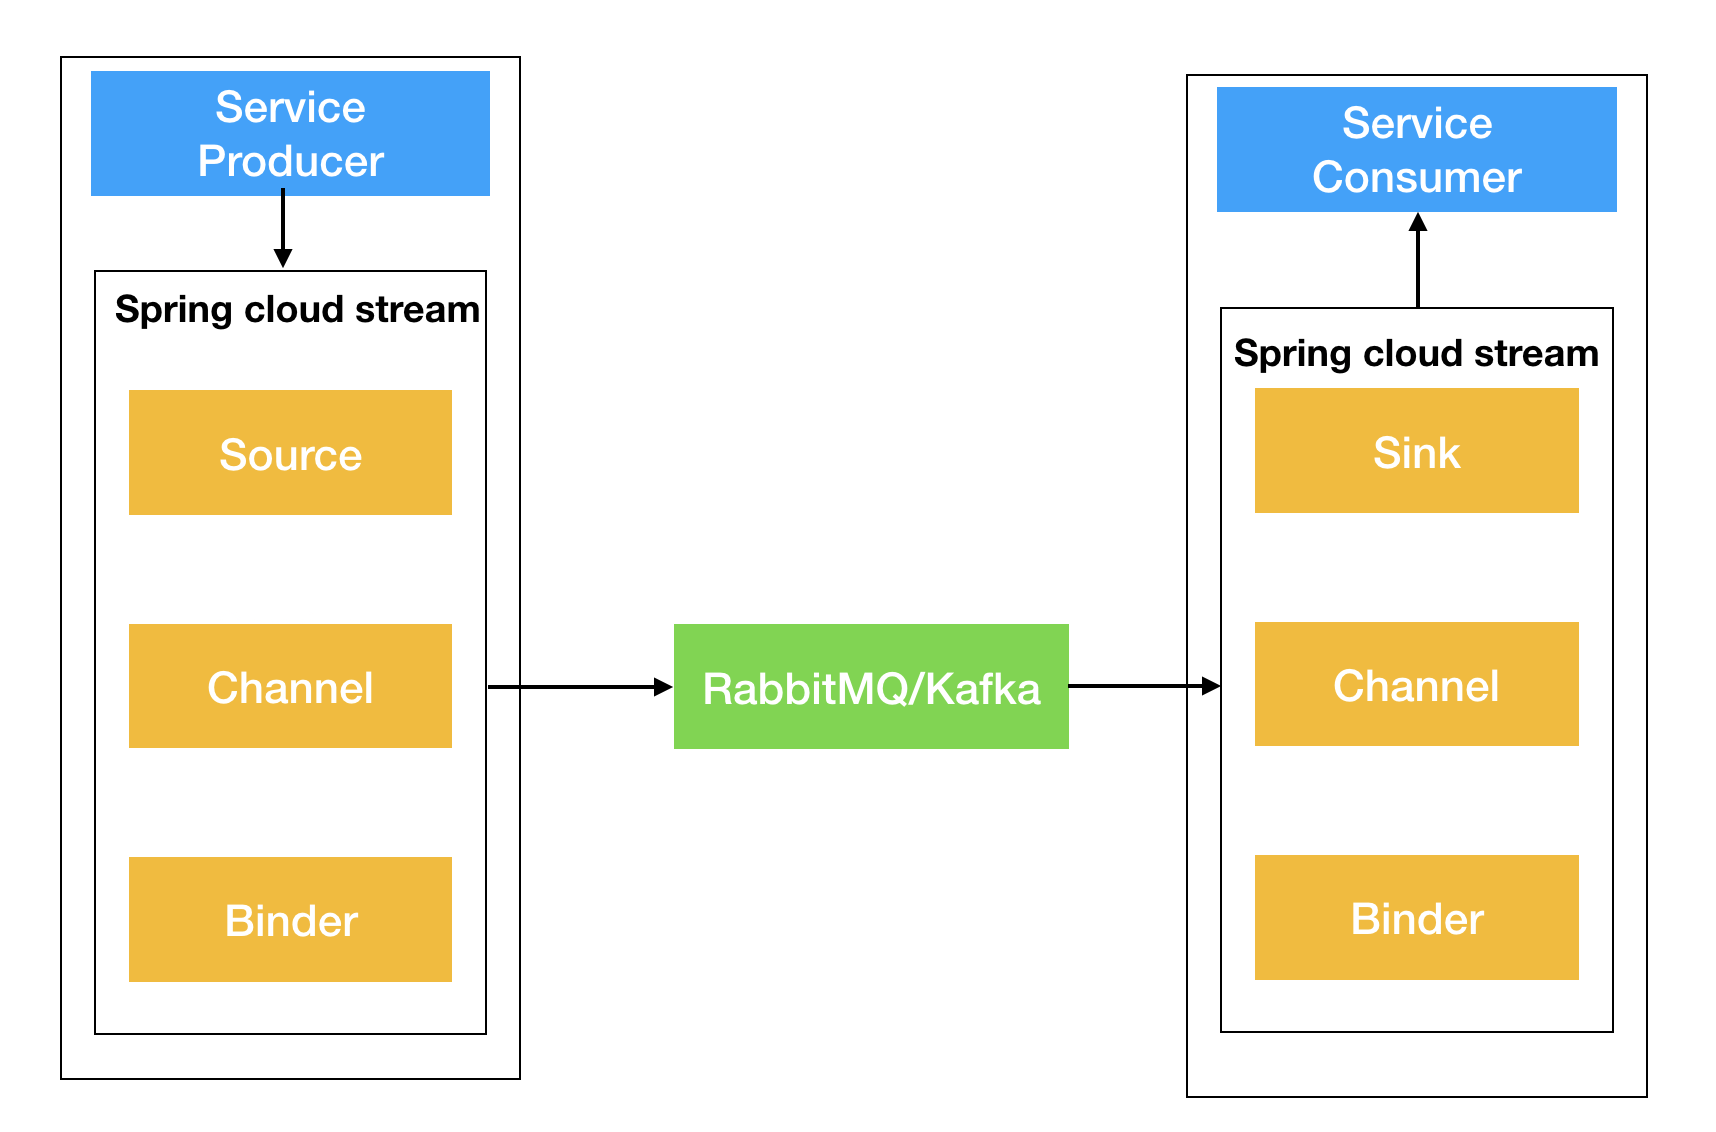 Service
Producer
Spring cloud stream
Source
Channel
Binder
RabbitMQ/Kafka
Service
Consumer
Spring cloud stream
Sink
Channel
Binder